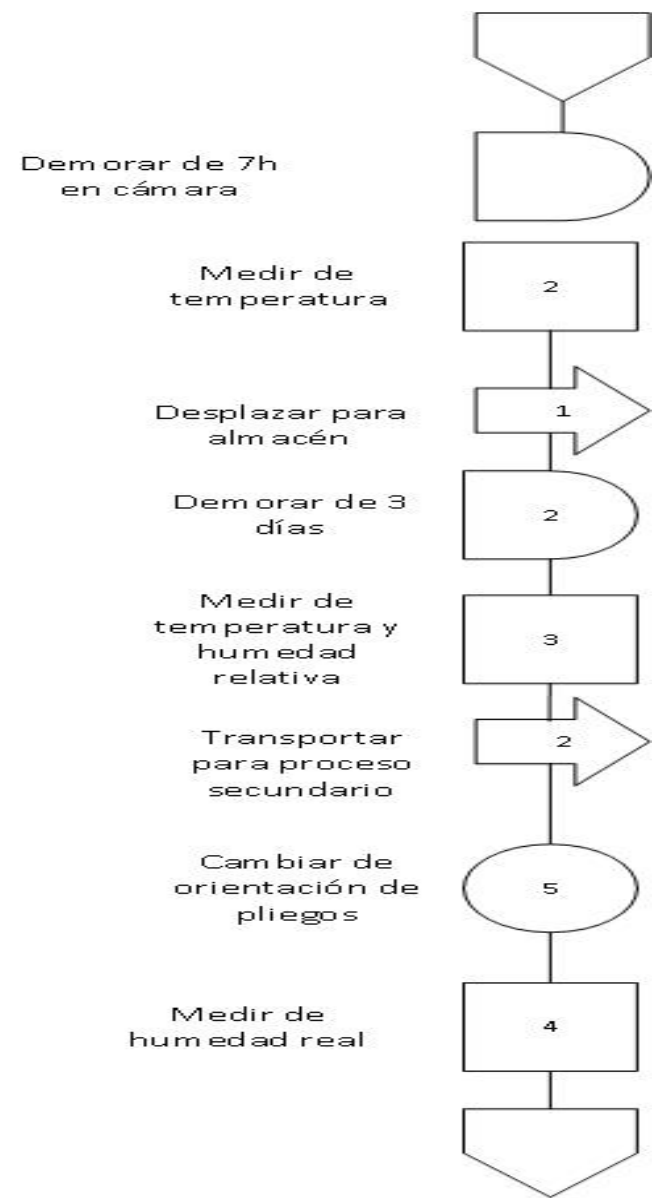 Demorar de 7h
en cámara
Medir de
temperatura
2
Desplazar para
almacén
1
Demorar de 3
días
2
Medir de
temperatura y
humedad
relativa
3
Transportar
para proceso
secundario
2
Cambiar de
orientación de
pliegos
5
Medir de
humedad real
4